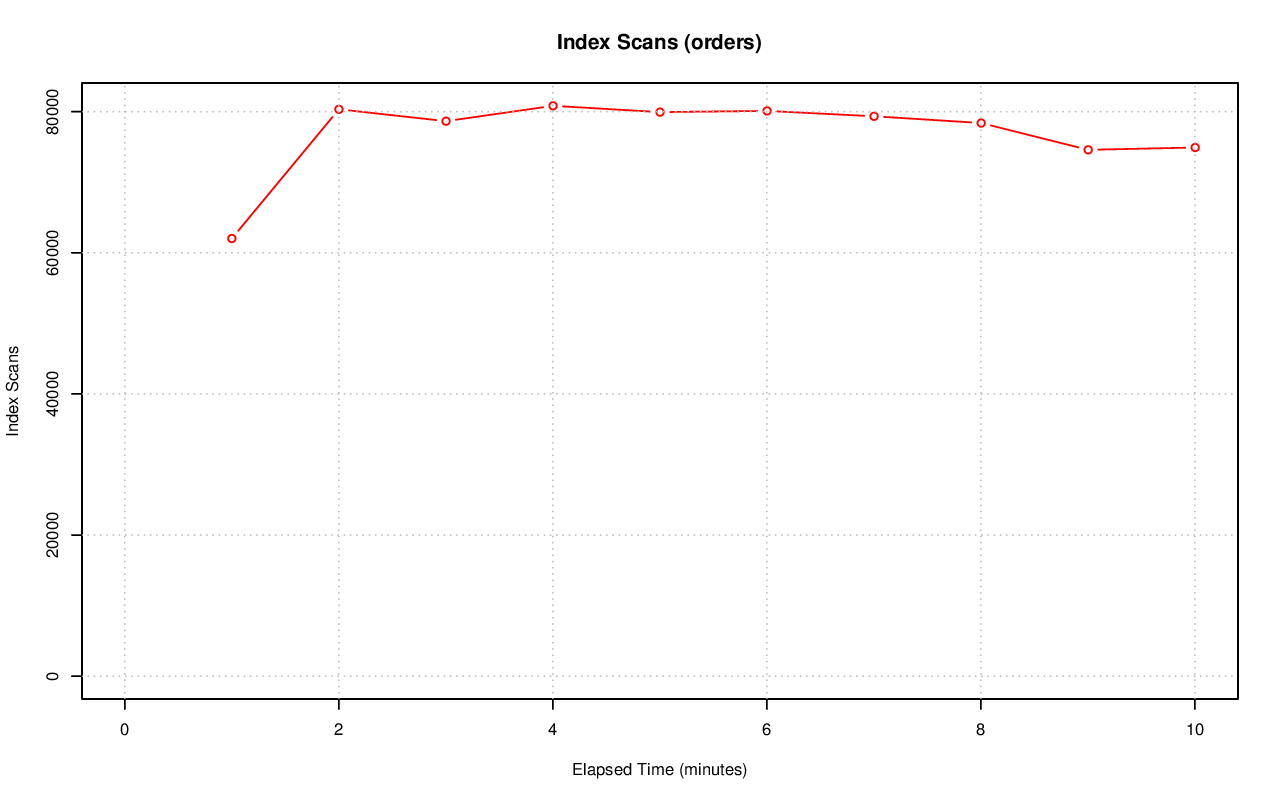 Index Scans (orders)
80000
60000
40000
20000
0
Index Scans
0 2 4 6 8 10
Elapsed Time (minutes)